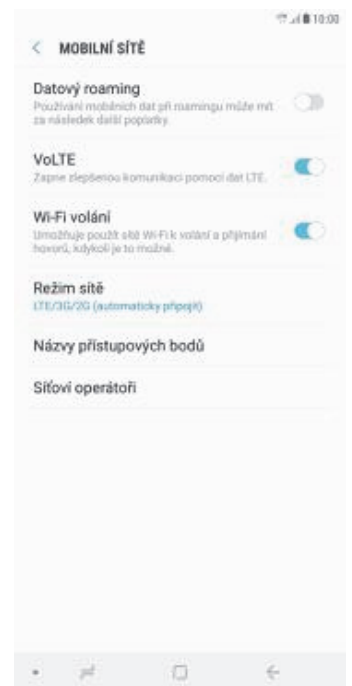 10:00
MOBILNÍ SÍTĚ
Datový roaming
Používání mobilních dat při roamingu může mít
za následek další poplatky.
VoLTE
Zapne zlepšenou komunikaci pomocí dat LTE.
Wi-Fi volání
Umožňuje použít sítě Wi-Fi k volání a přijímání
hovorů, kdykoli je to možné.
Režim sítě
LTE/3G/2G (automaticky připojit)
Názvy přístupových bodů
Síťoví operátoři